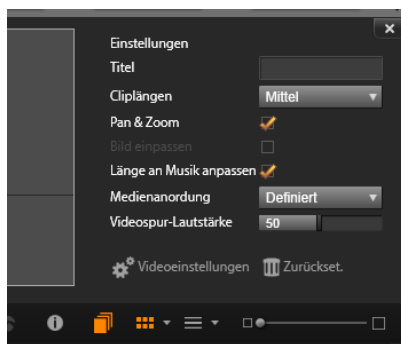 Einstellungen
Titel
Cliplängen Mittel
Pan & Zoom
Bild einpassen
Länge an Musik anpassen
Medienanordung Definiert
Videospur-Lautstärke 50
Videoeinstellungen Zurückset.